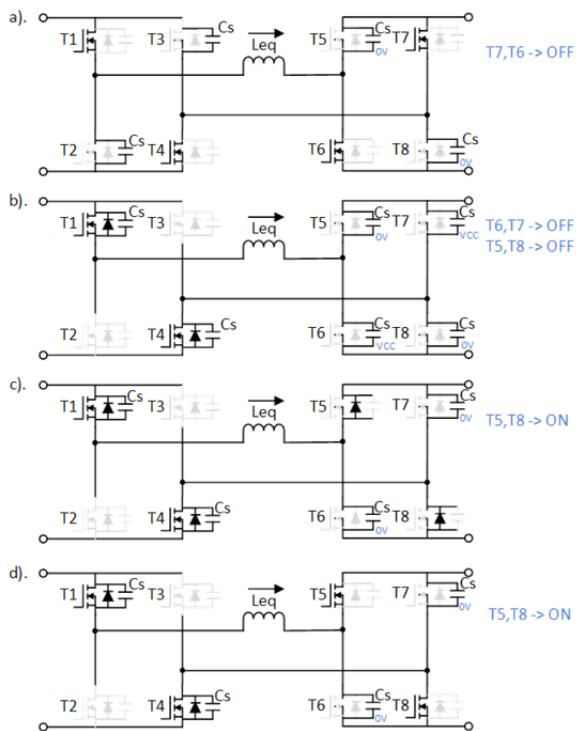 a).
T1 T3 Cs Leq T5 Cs 0V T7
T7,T6 -> OFF
T2 Cs T4 T6 T8 Cs 0V
b).
T1 Cs T3 Leq T5 Cs 0V T7 Cs VCC
T6,T7 -> OFF
T5,T8 -> OFF
T2 T4 Cs T6 Cs VCC T8 Cs 0V
c).
T1 Cs T3 Leq T5 T7 Cs 0V
T5,T8 -> ON
T2 T4 Cs T6 Cs 0V T8
d).
T1 Cs T3 Leq T5 T7 Cs 0V
T5,T8 -> ON
T2 T4 Cs T6 Cs 0V T8